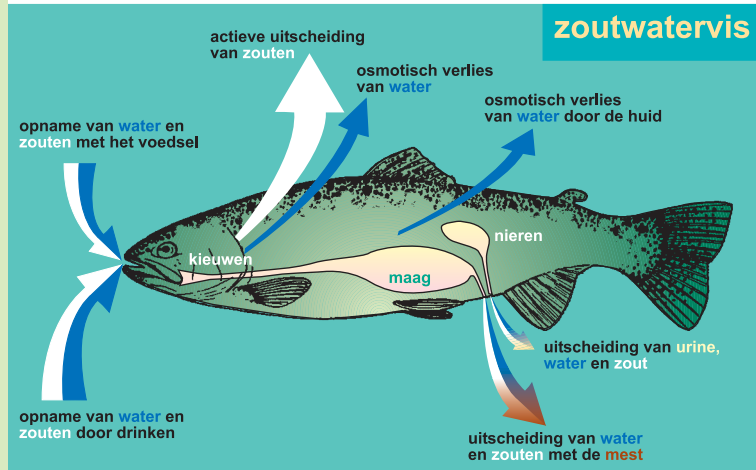 zoutwatervis
actieve uitscheiding
van zouten
osmotisch verlies
van water
osmotisch verlies
van water door de huid
opname van water en
zouten met het voedsel
kieuwen
maag
nieren
opname van water en
zouten door drinken
uitscheiding van urine,
water en zout
uitscheiding van water
en zouten met de mest